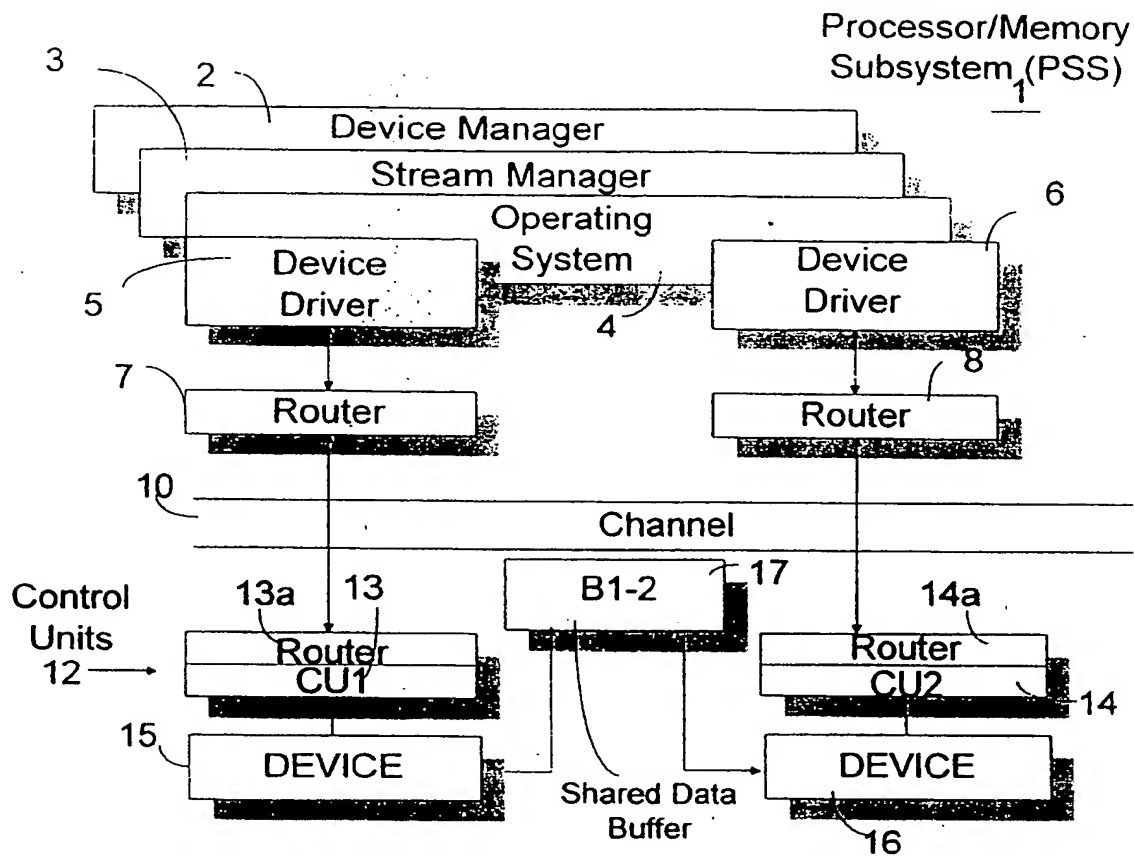 Processor/Memory
Subsystem (PSS)
1
3
2
Device Manager
Stream Manager
Operating
System
6
5
Device
Driver
4
Device
Driver
7
Router
8
Router
10
Channel
Control
Units
12
13a
13
Router
CU1
B1-2
17
14a
Router
CU2
14
15
DEVICE
Shared Data
Buffer
DEVICE
16